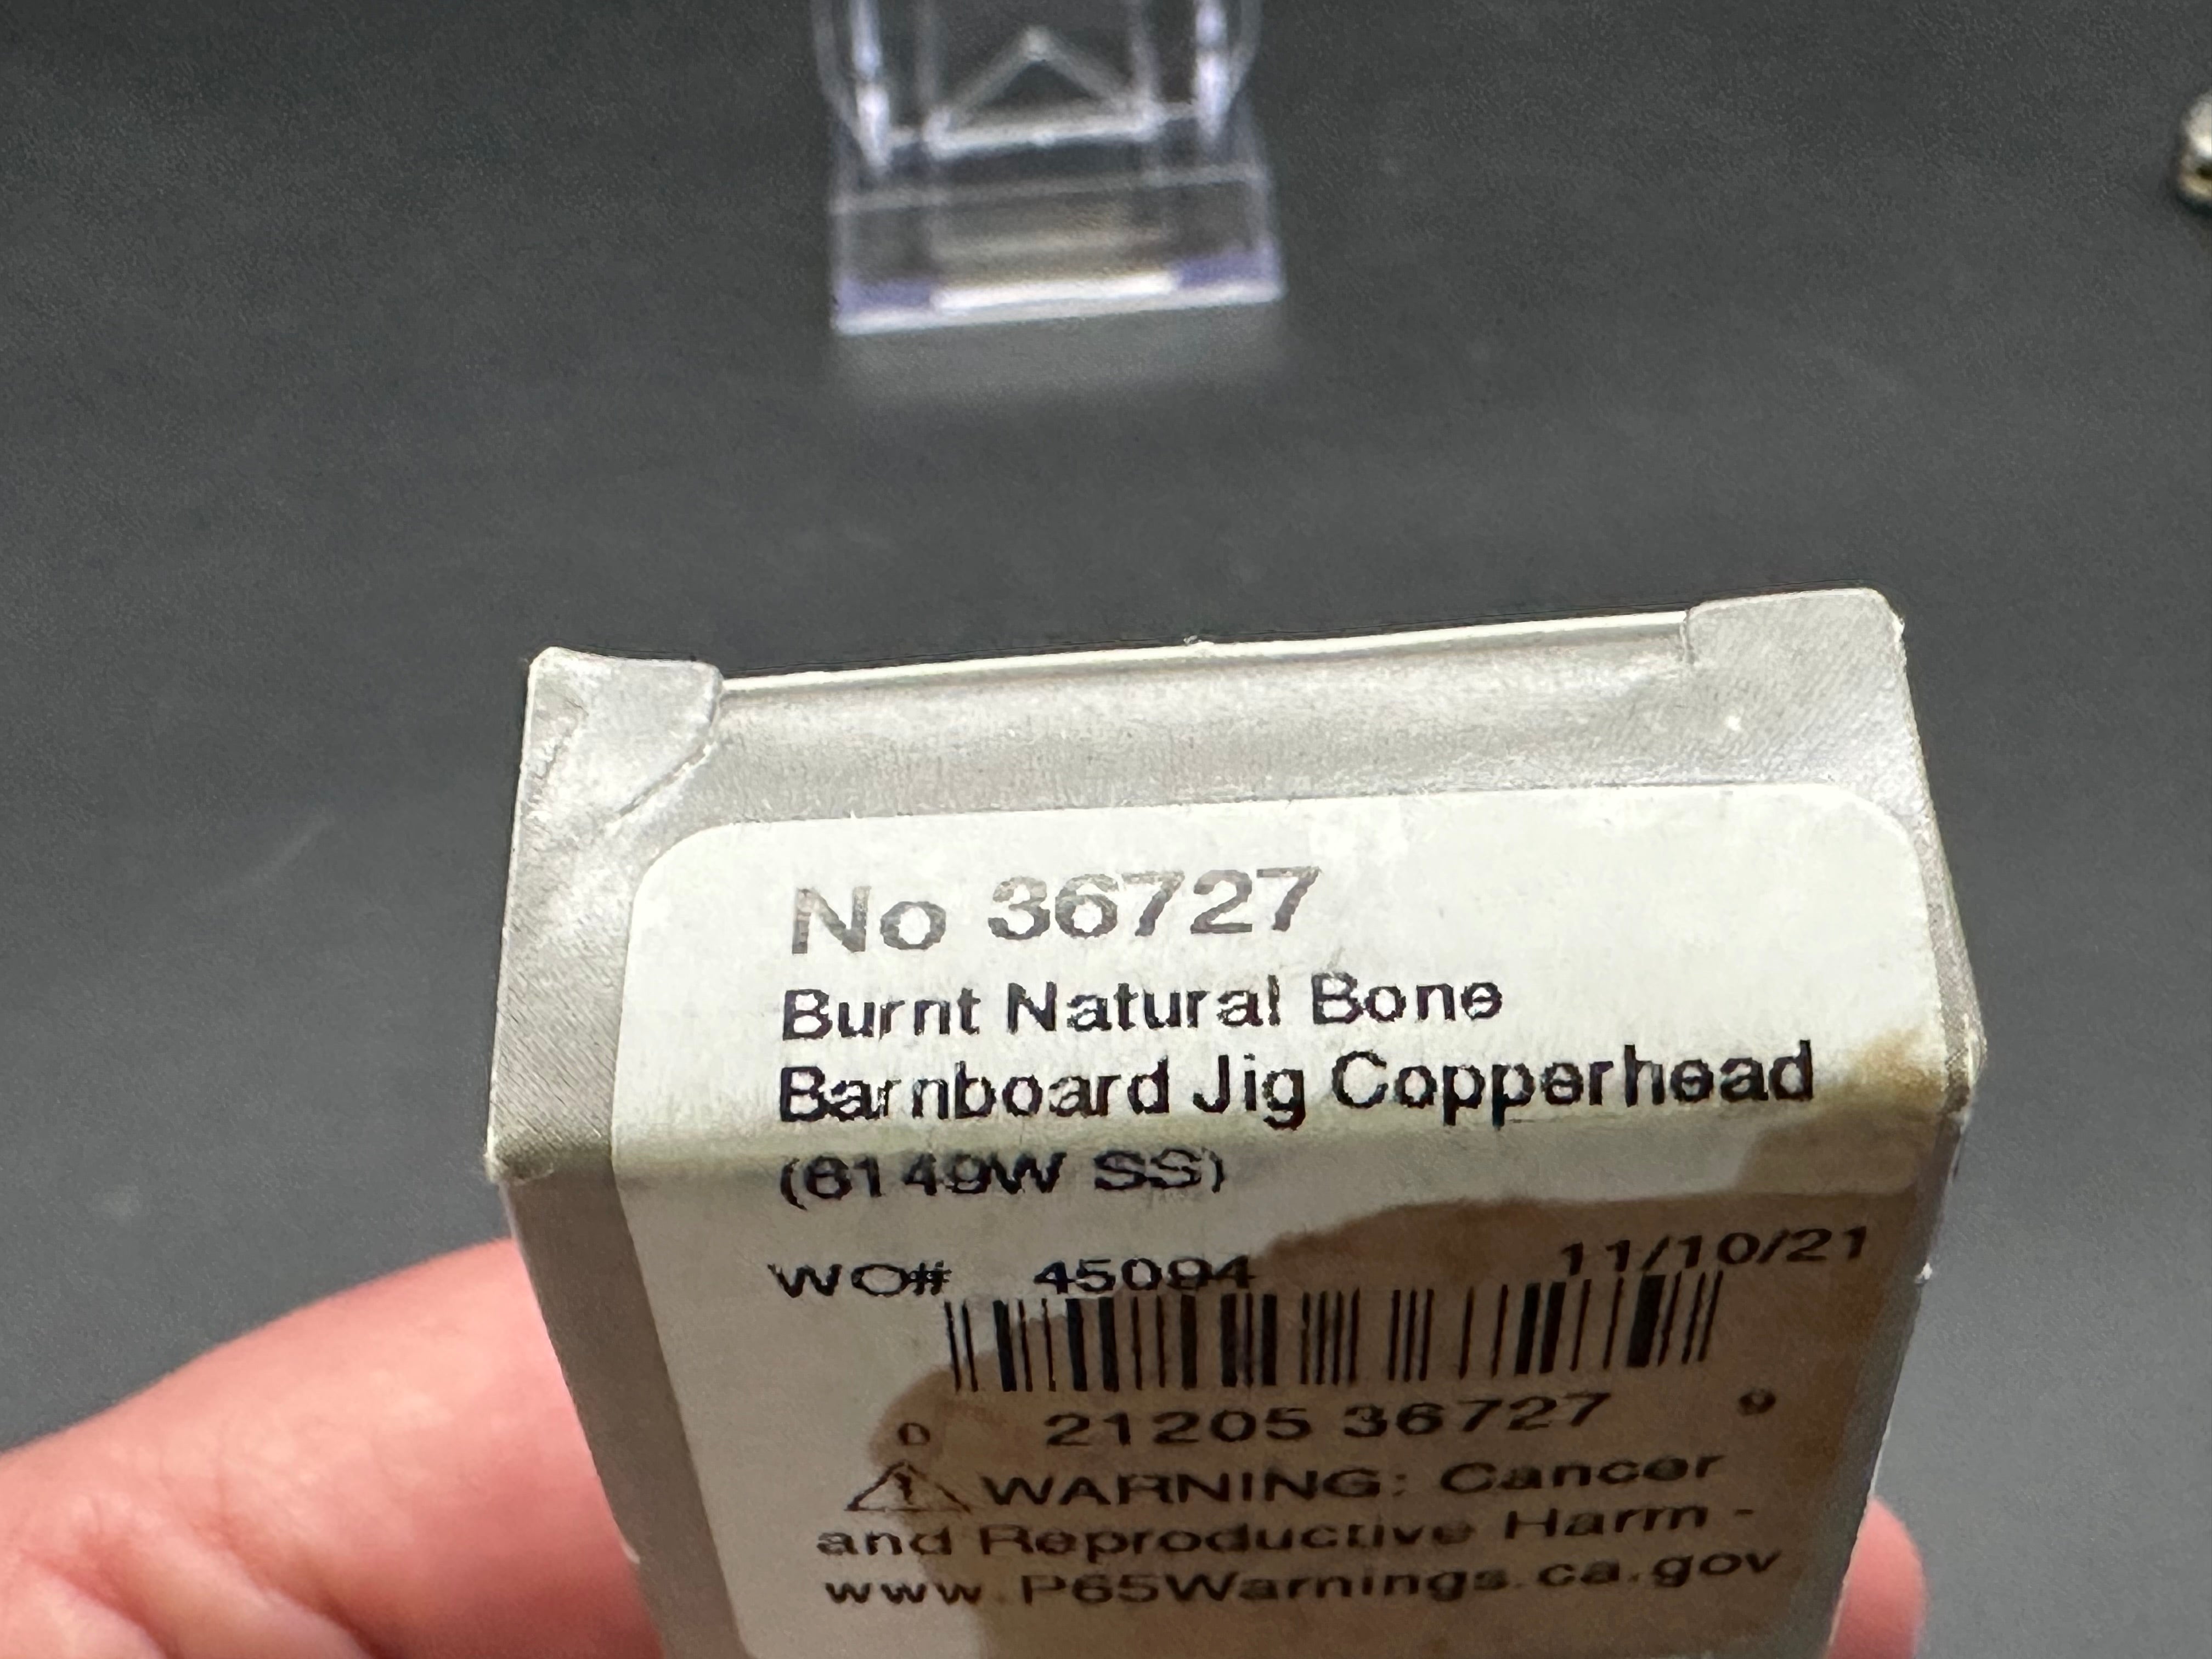 No 36727
Burnt Natural Bone
Barnboard Jig Copperhead
(6149W SS)
WO# 45094 11/10/21
0 21205 36727 9
WARNING: Cancer
and Reproductive Harm -
www.P65Warnings.ca.gov